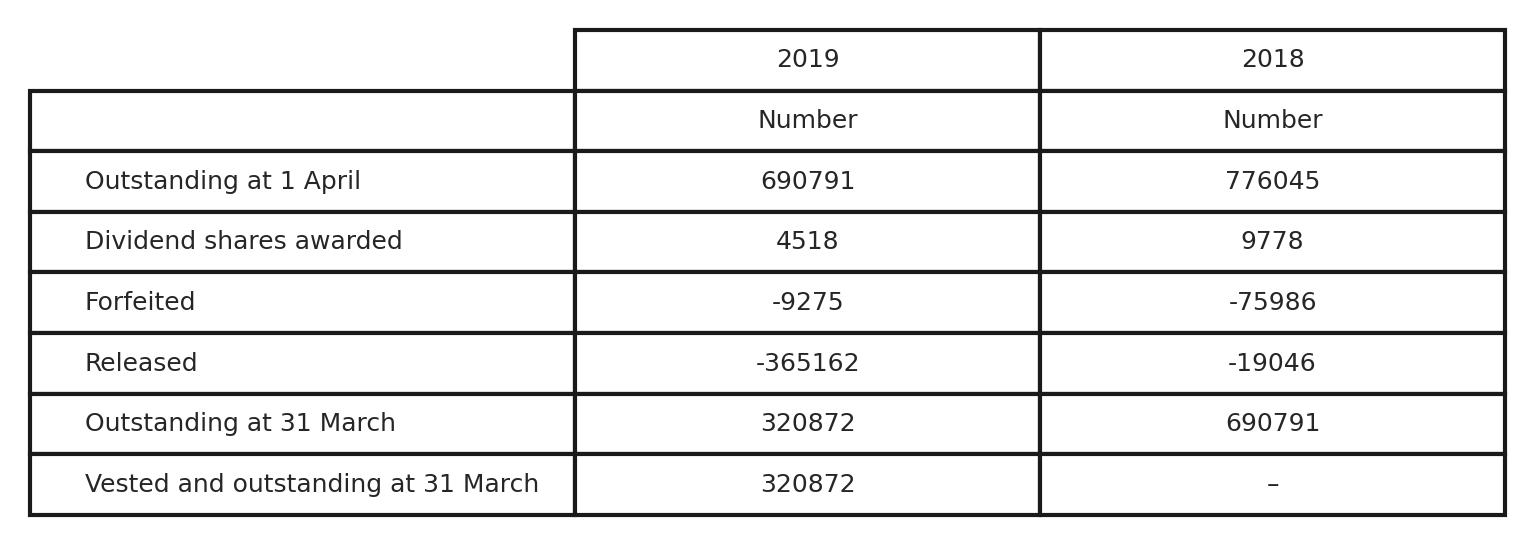 2019 2018
Number Number
Outstanding at 1 April 690791 776045
Dividend shares awarded 4518 9778
Forfeited -9275 -75986
Released -365162 -19046
Outstanding at 31 March 320872 690791
Vested and outstanding at 31 March 320872 –